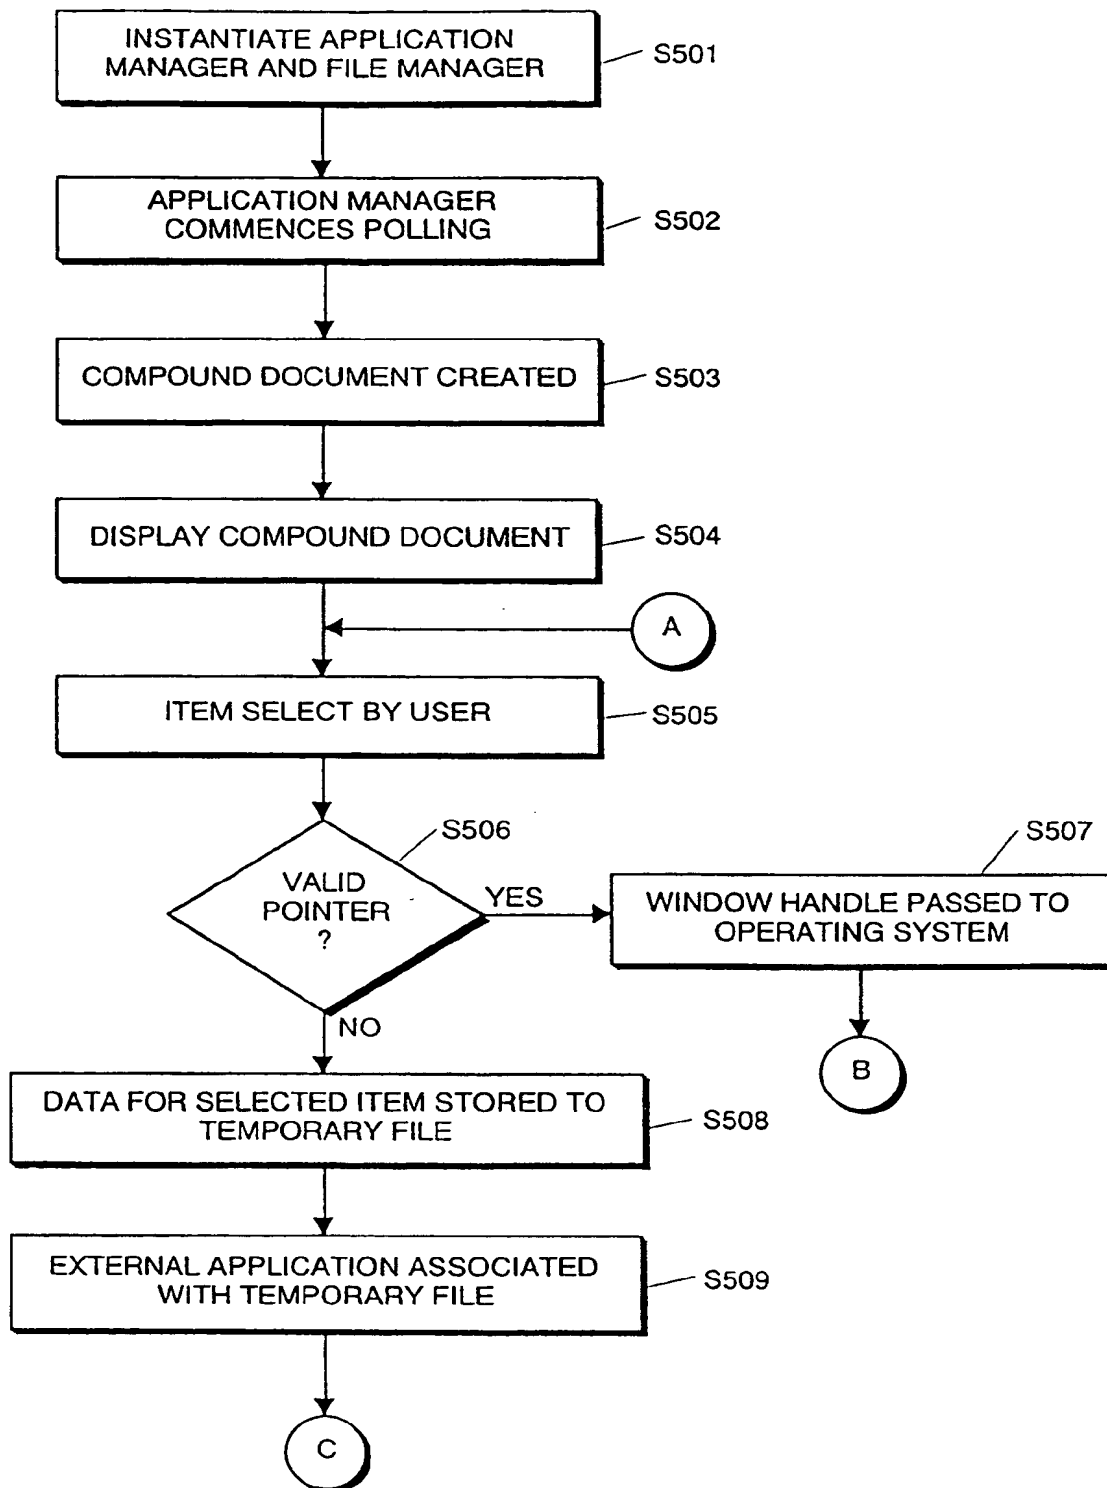 INSTANTIATE APPLICATION
MANAGER AND FILE MANAGER
S501
APPLICATION MANAGER
COMMENCES POLLING
S502
COMPOUND DOCUMENT CREATED
S503
DISPLAY COMPOUND DOCUMENT
S504
A
ITEM SELECT BY USER
S505
S506
VALID
POINTER
?
YES
S507
WINDOW HANDLE PASSED TO
OPERATING SYSTEM
NO
B
DATA FOR SELECTED ITEM STORED TO
TEMPORARY FILE
S508
EXTERNAL APPLICATION ASSOCIATED
WITH TEMPORARY FILE
S509
C